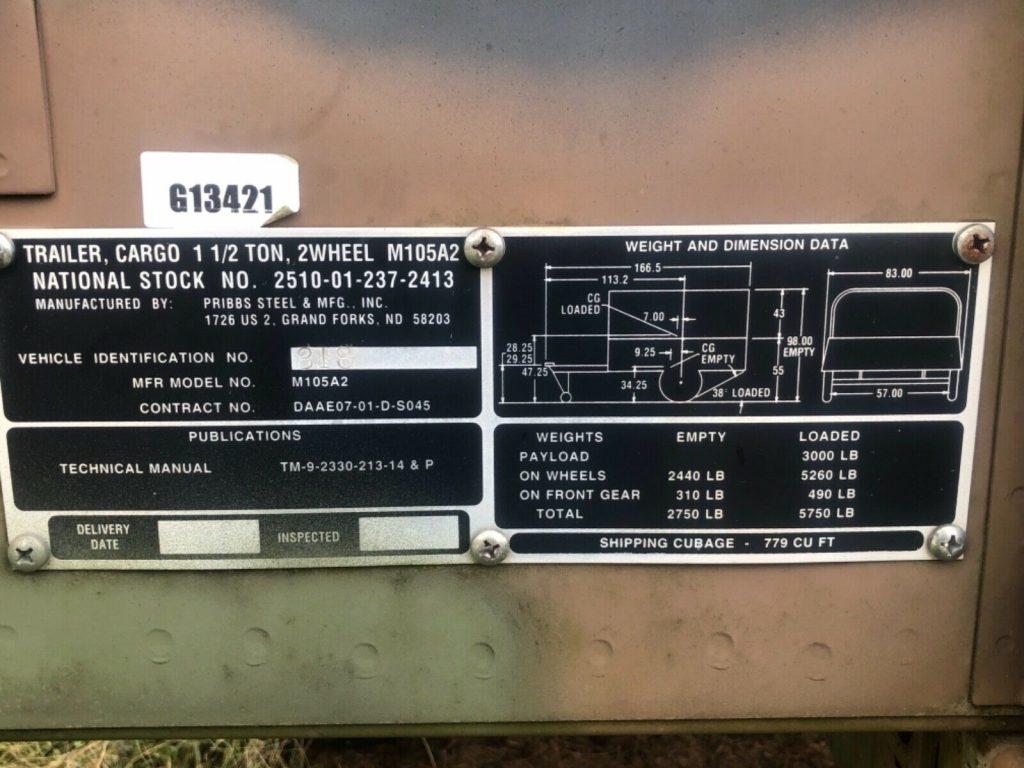 G13421
TRAILER, CARGO 1 1/2 TON, 2WHEEL M105A2
NATIONAL STOCK NO. 2510-01-237-2413
MANUFACTURED BY: PRIBBS STEEL & MFG., INC.
1726 US 2, GRAND FORKS, ND 58203
VEHICLE IDENTIFICATION NO. 318
MFR MODEL NO. M105A2
CONTRACT NO. DAAE07-01-D-S045
PUBLICATIONS
TECHNICAL MANUAL TM-9-2330-213-14 & P
DELIVERY
DATE
INSPECTED
WEIGHT AND DIMENSION DATA
166.5
113.2
83.00
CG
LOADED
7.00
43
98.00
EMPTY
28.25
29.25
47.25
9.25
CG
EMPTY
34.25
55
38° LOADED
57.00
WEIGHTS EMPTY LOADED
PAYLOAD 3000 LB
ON WHEELS 2440 LB 5260 LB
ON FRONT GEAR 310 LB 490 LB
TOTAL 2750 LB 5750 LB
SHIPPING CUBAGE - 779 CU FT